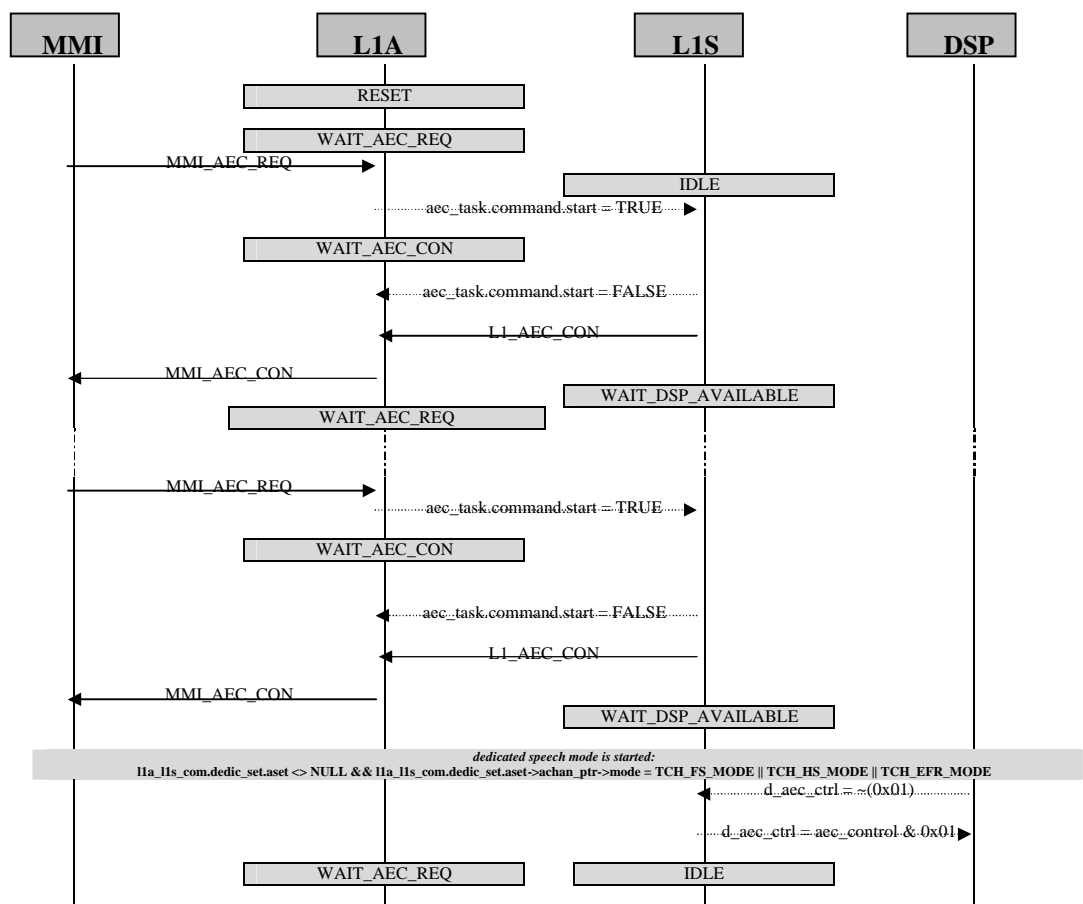 MMI L1A L1S DSP
RESET
WAIT_AEC_REQ
MMI_AEC_REQ
IDLE
aec_task.command.start = TRUE
WAIT_AEC_CON
aec_task.command.start = FALSE
L1_AEC_CON
MMI_AEC_CON
WAIT_DSP_AVAILABLE
WAIT_AEC_REQ
MMI_AEC_REQ
aec_task.command.start = TRUE
WAIT_AEC_CON
aec_task.command.start = FALSE
L1_AEC_CON
MMI_AEC_CON
WAIT_DSP_AVAILABLE
dedicated speech mode is started:
l1a_l1s_com.dedic_set.aset <> NULL && l1a_l1s_com.dedic_set.aset->achan_ptr->mode = TCH_FS_MODE || TCH_HS_MODE || TCH_EFR_MODE
d_aec_ctrl = ~(0x01)
d_aec_ctrl = aec_control & 0x01
WAIT_AEC_REQ IDLE